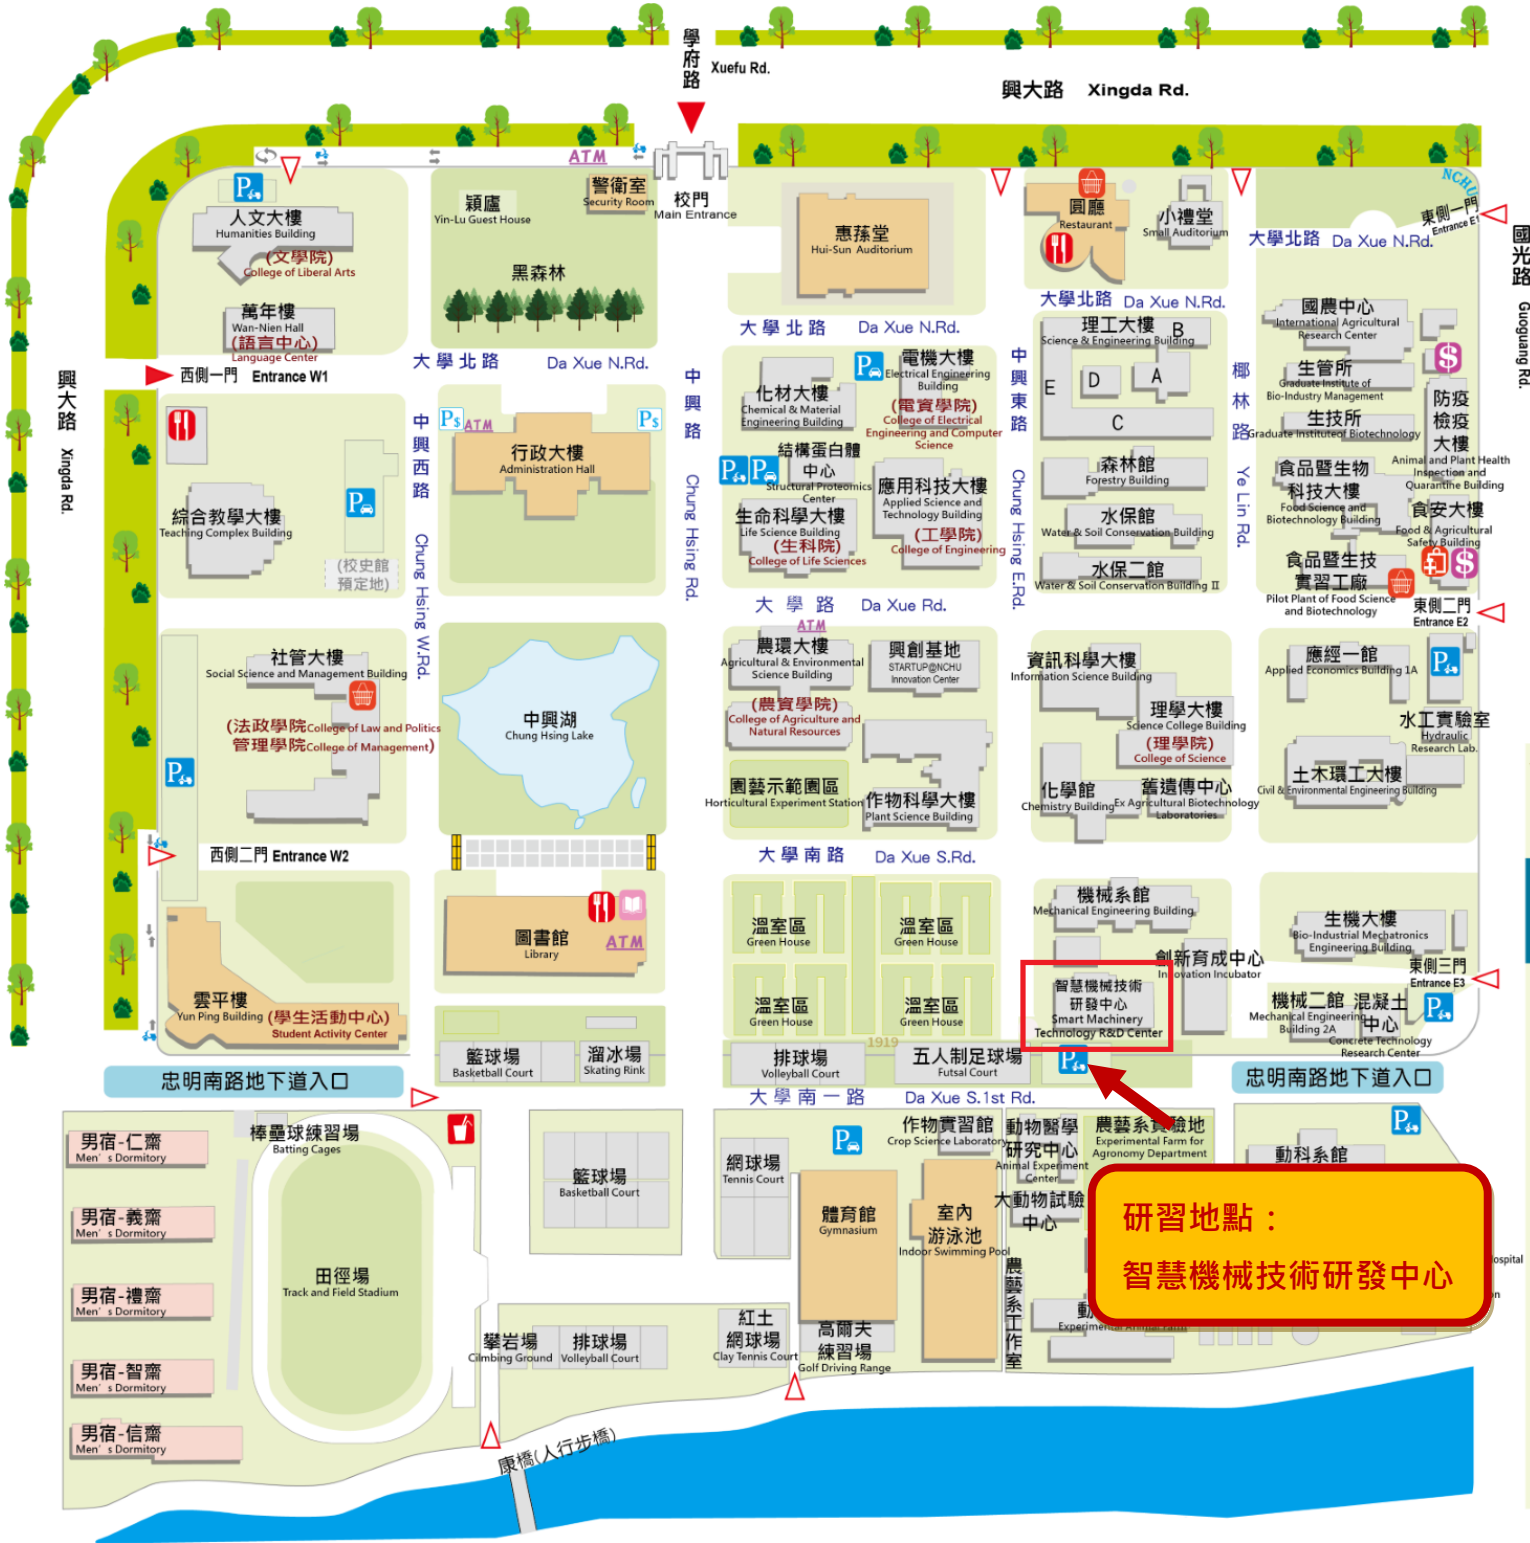 學府路
Xuefu Rd.
興大路 Xingda Rd.
ATM
警衛室
Security Room
校門
Main Entrance
穎廬
Yin-Lu Guest House
黑森林
人文大樓
Humanities Building
(文學院)
College of Liberal Arts
萬年樓
Wan-Nien Hall
(語言中心)
Language Center
惠蓀堂
Hui-Sun Auditorium
圓廳
Restaurant
小禮堂
Small Auditorium
NCHU
東側一門
Entrance E1
大學北路 Da Xue N.Rd.
國光路 Guoguang Rd.
大學北路 Da Xue N.Rd.
大學北路 Da Xue N.Rd.
大學北路 Da Xue N.Rd.
西側一門 Entrance W1
興大路 Xingda Rd.
中興西路 Chung Hsing W.Rd.
中興路 Chung Hsing Rd.
中興東路 Chung Hsing E.Rd.
椰林路 Ye Lin Rd.
P$
ATM
P$
行政大樓
Administration Hall
綜合教學大樓
Teaching Complex Building
P
(校史館
預定地)
化材大樓
Chemical & Material
Engineering Building
P
電機大樓
Electrical Engineering
Building
(電資學院)
College of Electrical
Engineering and Computer
Science
P
P
結構蛋白體
中心
Structural Proteomics
Center
應用科技大樓
Applied Science and
Technology Building
(工學院)
College of Engineering
生命科學大樓
Life Science Building
(生科院)
College of Life Sciences
理工大樓
Science & Engineering Building
A
B
C
D
E
森林館
Forestry Building
水保館
Water & Soil Conservation Building
水保二館
Water & Soil Conservation Building II
國農中心
International Agricultural
Research Center
生管所
Graduate Institute of
Bio-Industry Management
生技所
Graduate Instituteof Biotechnology
防疫
檢疫
大樓
Animal and Plant Health
Inspection and
Quarantine Building
食品暨生物
科技大樓
Food Science and
Biotechnology Building
食安大樓
Food & Agricultural
Safety Building
食品暨生技
實習工廠
Pilot Plant of Food Science
and Biotechnology
$
$
東側二門
Entrance E2
大學路 Da Xue Rd.
社管大樓
Social Science and Management Building
(法政學院College of Law and Politics
管理學院College of Management)
P
中興湖
Chung Hsing Lake
ATM
農環大樓
Agricultural & Environmental
Science Building
(農資學院)
College of Agriculture and
Natural Resources
興創基地
STARTUP@NCHU
Innovation Center
園藝示範園區
Horticultural Experiment Station
作物科學大樓
Plant Science Building
資訊科學大樓
Information Science Building
理學大樓
Science College Building
(理學院)
College of Science
化學館
Chemistry Building
舊遺傳中心
Ex Agricultural Biotechnology
Laboratories
應經一館
Applied Economics Building 1A
P
水工實驗室
Hydraulic
Research Lab.
土木環工大樓
Civil & Environmental Engineering Building
西側二門 Entrance W2
大學南路 Da Xue S.Rd.
圖書館
Library
ATM
溫室區
Green House
溫室區
Green House
溫室區
Green House
溫室區
Green House
1919
機械系館
Mechanical Engineering Building
創新育成中心
Innovation Incubator
智慧機械技術
研發中心
Smart Machinery
Technology R&D Center
生機大樓
Bio-Industrial Mechatronics
Engineering Building
東側三門
Entrance E3
機械二館
Mechanical Engineering
Building 2A
混凝土
中心
Concrete Technology
Research Center
P
雲平樓
Yun Ping Building
(學生活動中心)
Student Activity Center
籃球場
Basketball Court
溜冰場
Skating Rink
排球場
Volleyball Court
五人制足球場
Futsal Court
P
忠明南路地下道入口
忠明南路地下道入口
大學南一路 Da Xue S.1st Rd.
男宿-仁齋
Men's Dormitory
男宿-義齋
Men's Dormitory
男宿-禮齋
Men's Dormitory
男宿-智齋
Men's Dormitory
男宿-信齋
Men's Dormitory
棒壘球練習場
Batting Cages
田徑場
Track and Field Stadium
籃球場
Basketball Court
網球場
Tennis Court
P
作物實習館
Crop Science Laboratory
體育館
Gymnasium
室內
游泳池
Indoor Swimming Pool
動物醫學
研究中心
Animal Experiment
Center
大動物試驗
中心
農藝系實驗地
Experimental Farm for
Agronomy Department
P
動科系館
農藝系工作室
動
Experimental Animal Farm
ospital
on
攀岩場
Cilmbing Ground
排球場
Volleyball Court
紅土
網球場
Clay Tennis Court
高爾夫
練習場
Golf Driving Range
康橋(人行步橋)
研習地點：
智慧機械技術研發中心